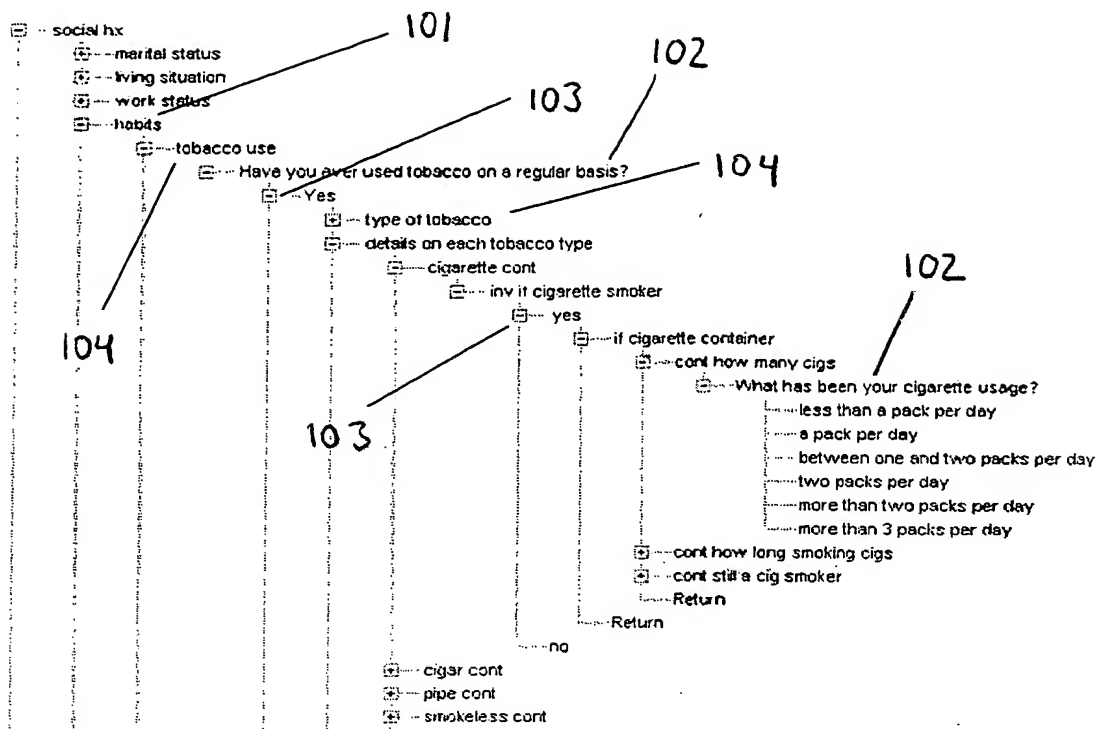 social hx
101
marital status
102
living situation
103
work status
habits
104
tobacco use
Have you ever used tobacco on a regular basis?
Yes
type of tobacco
details on each tobacco type
cigarette cont
102
inv if cigarette smoker
yes
104
if cigarette container
cont how many cigs
What has been your cigarette usage?
less than a pack per day
103
a pack per day
between one and two packs per day
two packs per day
more than two packs per day
more than 3 packs per day
cont how long smoking cigs
cont still a cig smoker
Return
Return
no
cigar cont
pipe cont
smokeless cont